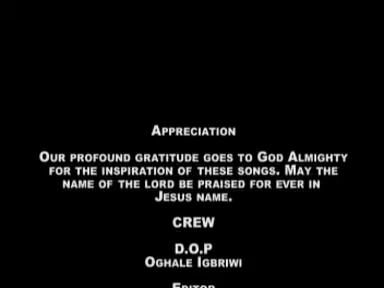 Appreciation
Our profound gratitude goes to God Almighty
for the inspiration of these songs. May the
name of the lord be praised for ever in
Jesus name.
CREW
D.O.P
Oghale Igbriwi
Editor